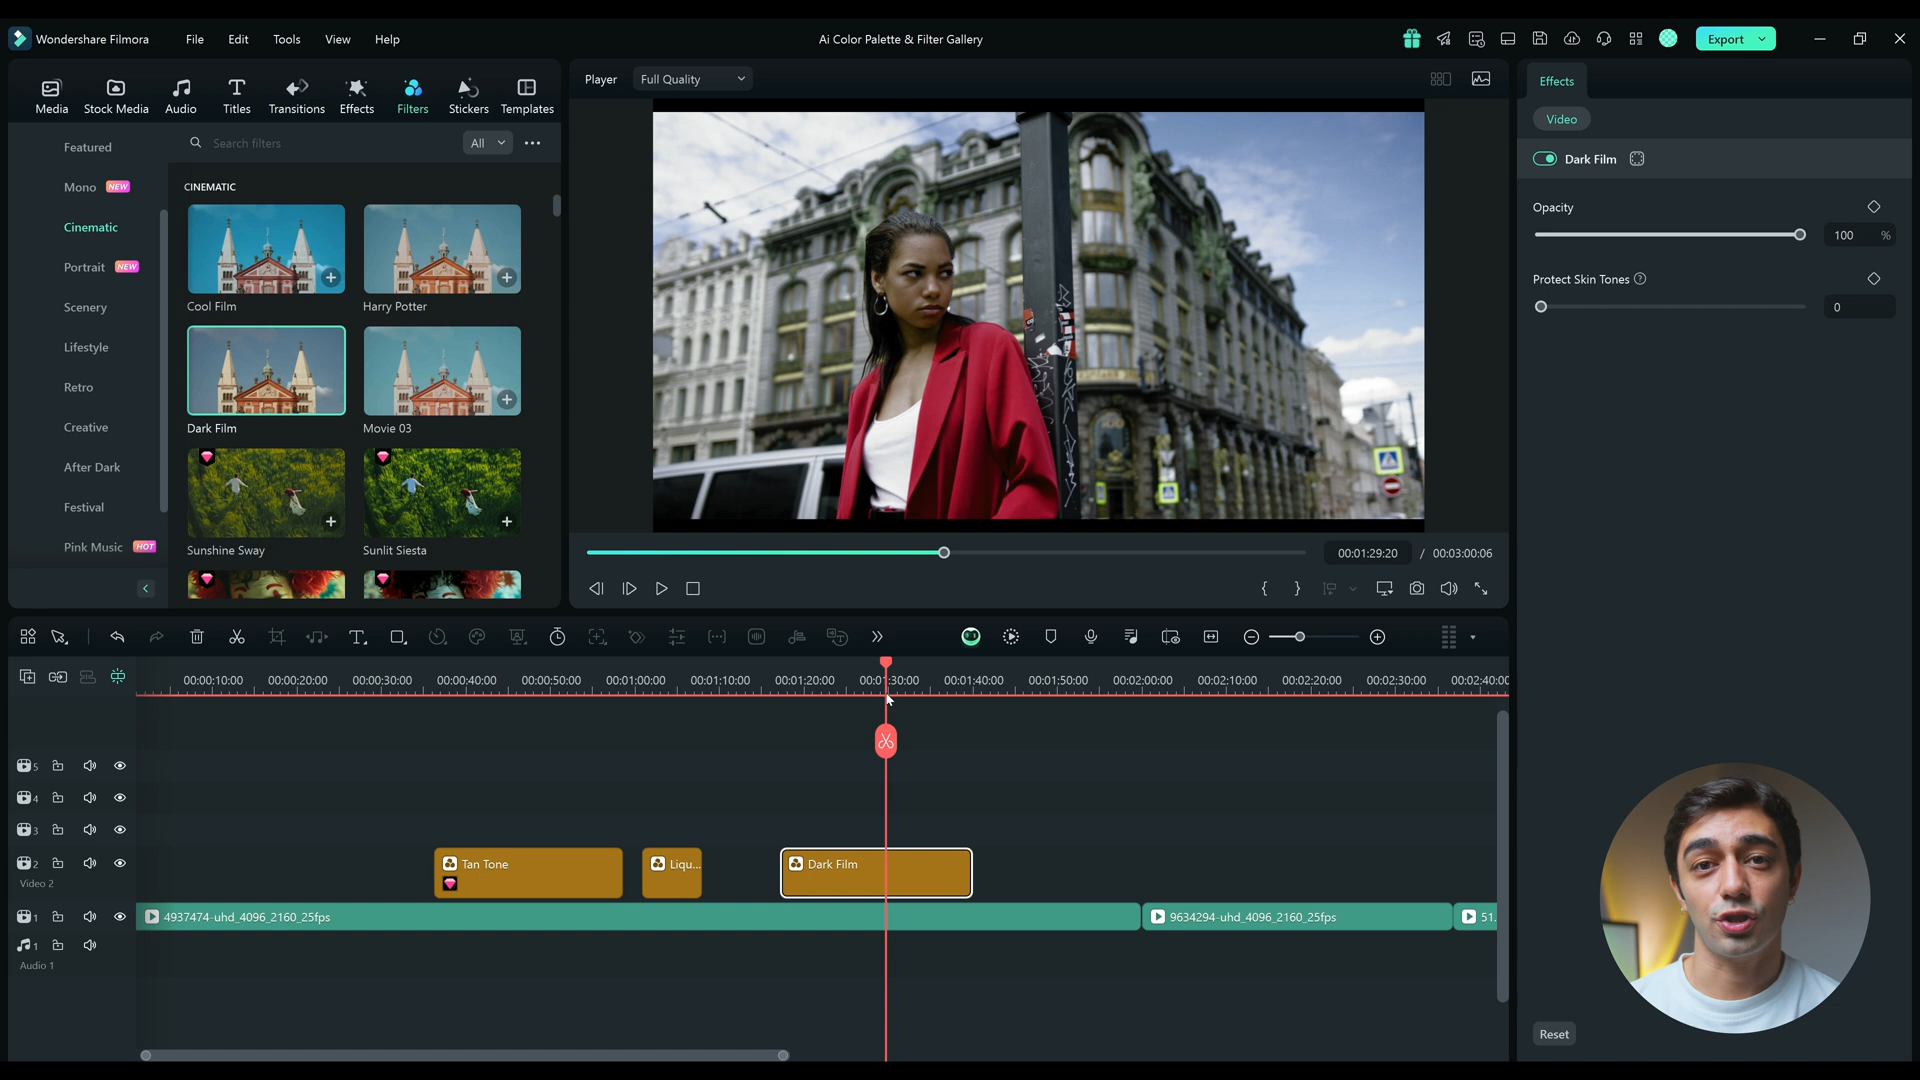 Wondershare Filmora
File
Edit
Tools
View
Help
Ai Color Palette & Filter Gallery
Export
Media
Stock Media
Audio
Titles
Transitions
Effects
Filters
Stickers
Templates
Player
Full Quality
Effects
Video
Featured
Mono NEW
Cinematic
Portrait NEW
Scenery
Lifestyle
Retro
Creative
After Dark
Festival
Pink Music HOT
Search filters
All
CINEMATIC
Cool Film
Harry Potter
Dark Film
Movie 03
Sunshine Sway
Sunlit Siesta
00:01:29:20 / 00:03:00:06
Dark Film
Opacity
100 %
Protect Skin Tones
0
00:00:10:00
00:00:20:00
00:00:30:00
00:00:40:00
00:00:50:00
00:01:00:00
00:01:10:00
00:01:20:00
00:01:30:00
00:01:40:00
00:01:50:00
00:02:00:00
00:02:10:00
00:02:20:00
00:02:30:00
00:02:40:00
5
4
3
2
Video 2
Tan Tone
Liqu...
Dark Film
1
4937474-uhd_4096_2160_25fps
9634294-uhd_4096_2160_25fps
51.
1
Audio 1
Reset